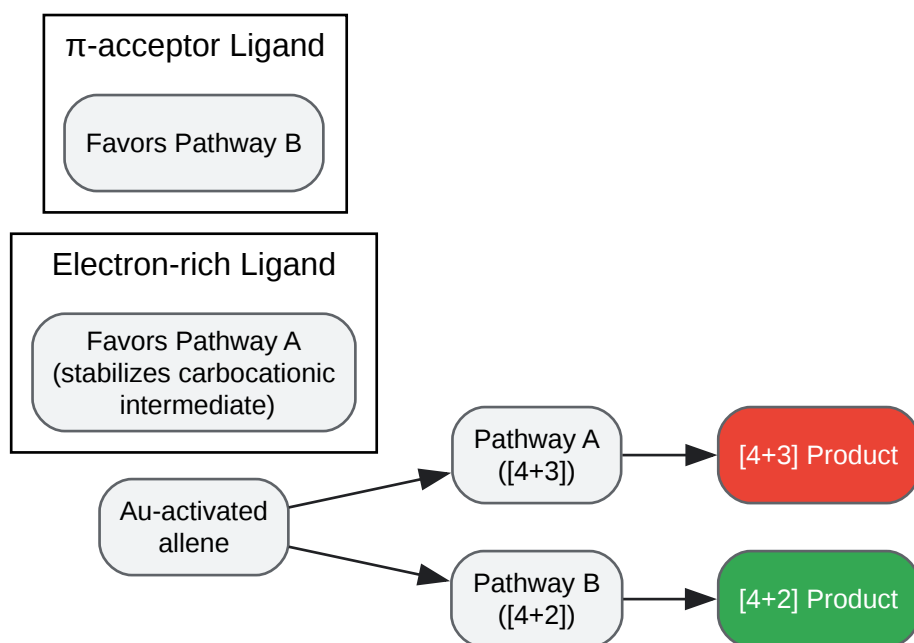 π-acceptor Ligand
Favors Pathway B
Electron-rich Ligand
Favors Pathway A
(stabilizes carbocationic
intermediate)
Pathway A
([4+3])
[4+3] Product
Au-activated
allene
Pathway B
([4+2])
[4+2] Product